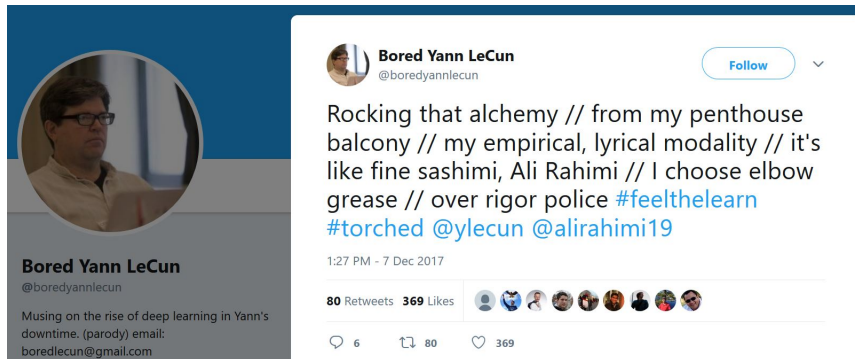 Bored Yann LeCun
@boredyannlecun
Follow
Rocking that alchemy // from my penthouse
balcony // my empirical, lyrical modality // it's
like fine sashimi, Ali Rahimi // I choose elbow
grease // over rigor police #feelthelearn
#torched @ylecun @alirahimi19
1:27 PM - 7 Dec 2017
80 Retweets 369 Likes
6 80 369
Bored Yann LeCun
@boredyannlecun
Musing on the rise of deep learning in Yann's
downtime. (parody) email:
boredlecun@gmail.com